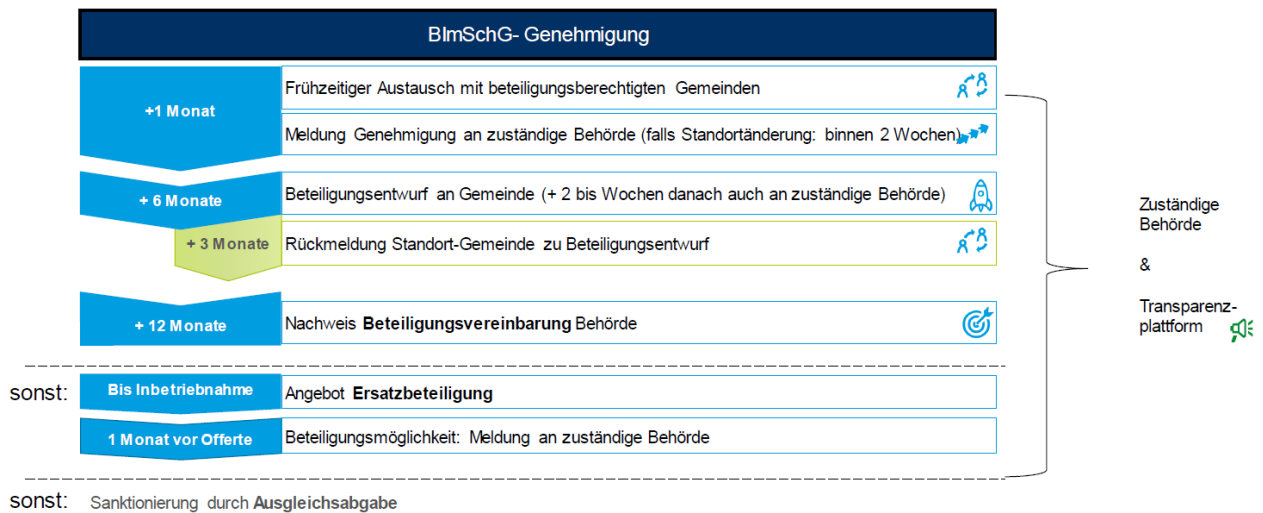 BImSchG- Genehmigung
+1 Monat
Frühzeitiger Austausch mit beteiligungsberechtigten Gemeinden
Meldung Genehmigung an zuständige Behörde (falls Standortänderung: binnen 2 Wochen)
+ 6 Monate
Beteiligungsentwurf an Gemeinde (+ 2 bis Wochen danach auch an zuständige Behörde)
+ 3 Monate
Rückmeldung Standort-Gemeinde zu Beteiligungsentwurf
+ 12 Monate
Nachweis Beteiligungsvereinbarung Behörde
sonst:
Bis Inbetriebnahme
Angebot Ersatzbeteiligung
1 Monat vor Offerte
Beteiligungsmöglichkeit: Meldung an zuständige Behörde
sonst:
Sanktionierung durch Ausgleichsabgabe
Zuständige
Behörde
&
Transparenz-
plattform